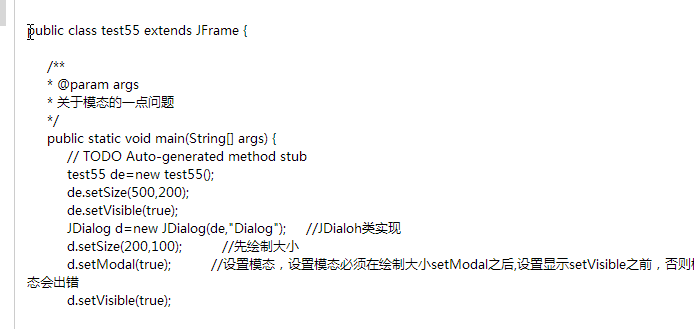 public class test55 extends JFrame {
/**
* @param args
* 关于模态的一点问题
*/
public static void main(String[] args) {
// TODO Auto-generated method stub
test55 de=new test55();
de.setSize(500,200);
de.setVisible(true);
JDialog d=new JDialog(de,"Dialog"); //JDialoh类实现
d.setSize(200,100); //先绘制大小
d.setModal(true); //设置模态，设置模态必须在绘制大小setModal之后,设置显示setVisible之前，否则模
态会出错
d.setVisible(true);